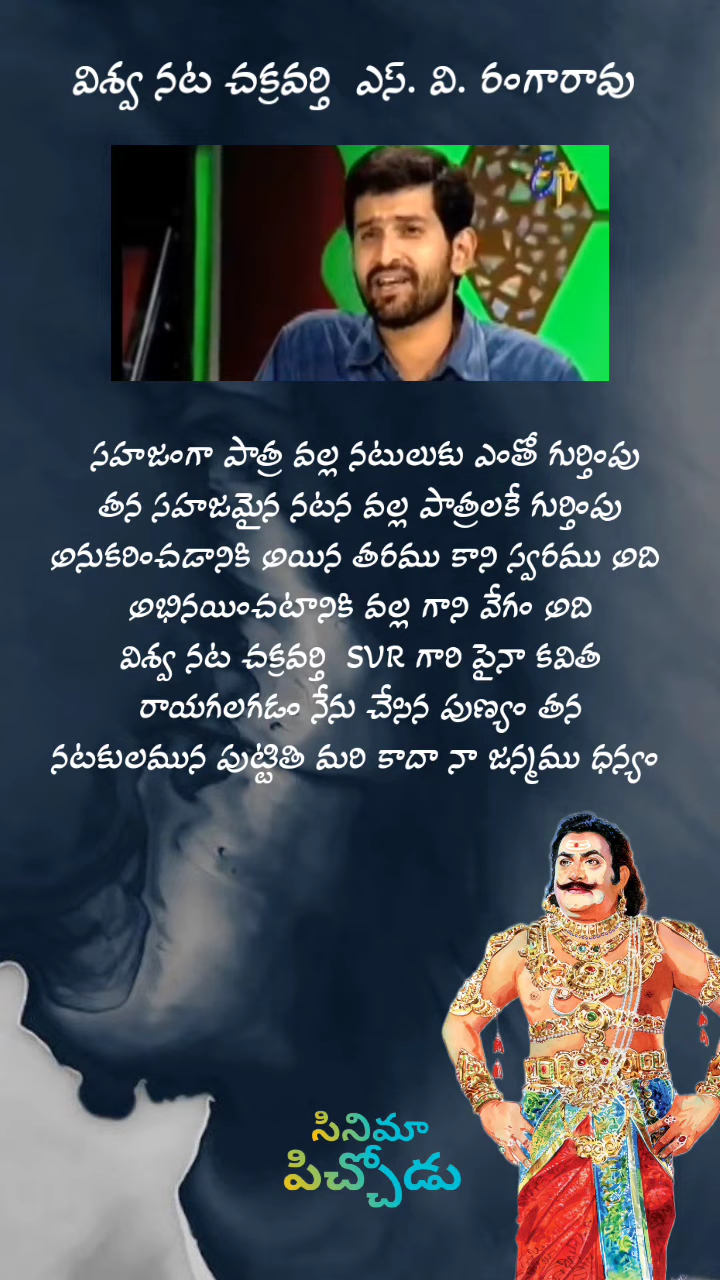 విశ్వ నట చక్రవర్తి ఎస్. వి. రంగారావు
ETV
సహజంగా పాత్ర వల్ల నటులుకు ఎంతో గుర్తింపు
తన సహజమైన నటన వల్ల పాత్రలకే గుర్తింపు
అనుకరించడానికి అయిన తరము కాని స్వరము అది
అభినయించటానికి వల్ల గాని వేగం అది
విశ్వ నట చక్రవర్తి SVR గారి పైనా కవిత
రాయగలగడం నేను చేసిన పుణ్యం తన
నటకులమున పుట్టితి మరి కాదా నా జన్మము ధన్యం
సినిమా
పిచ్చోడు